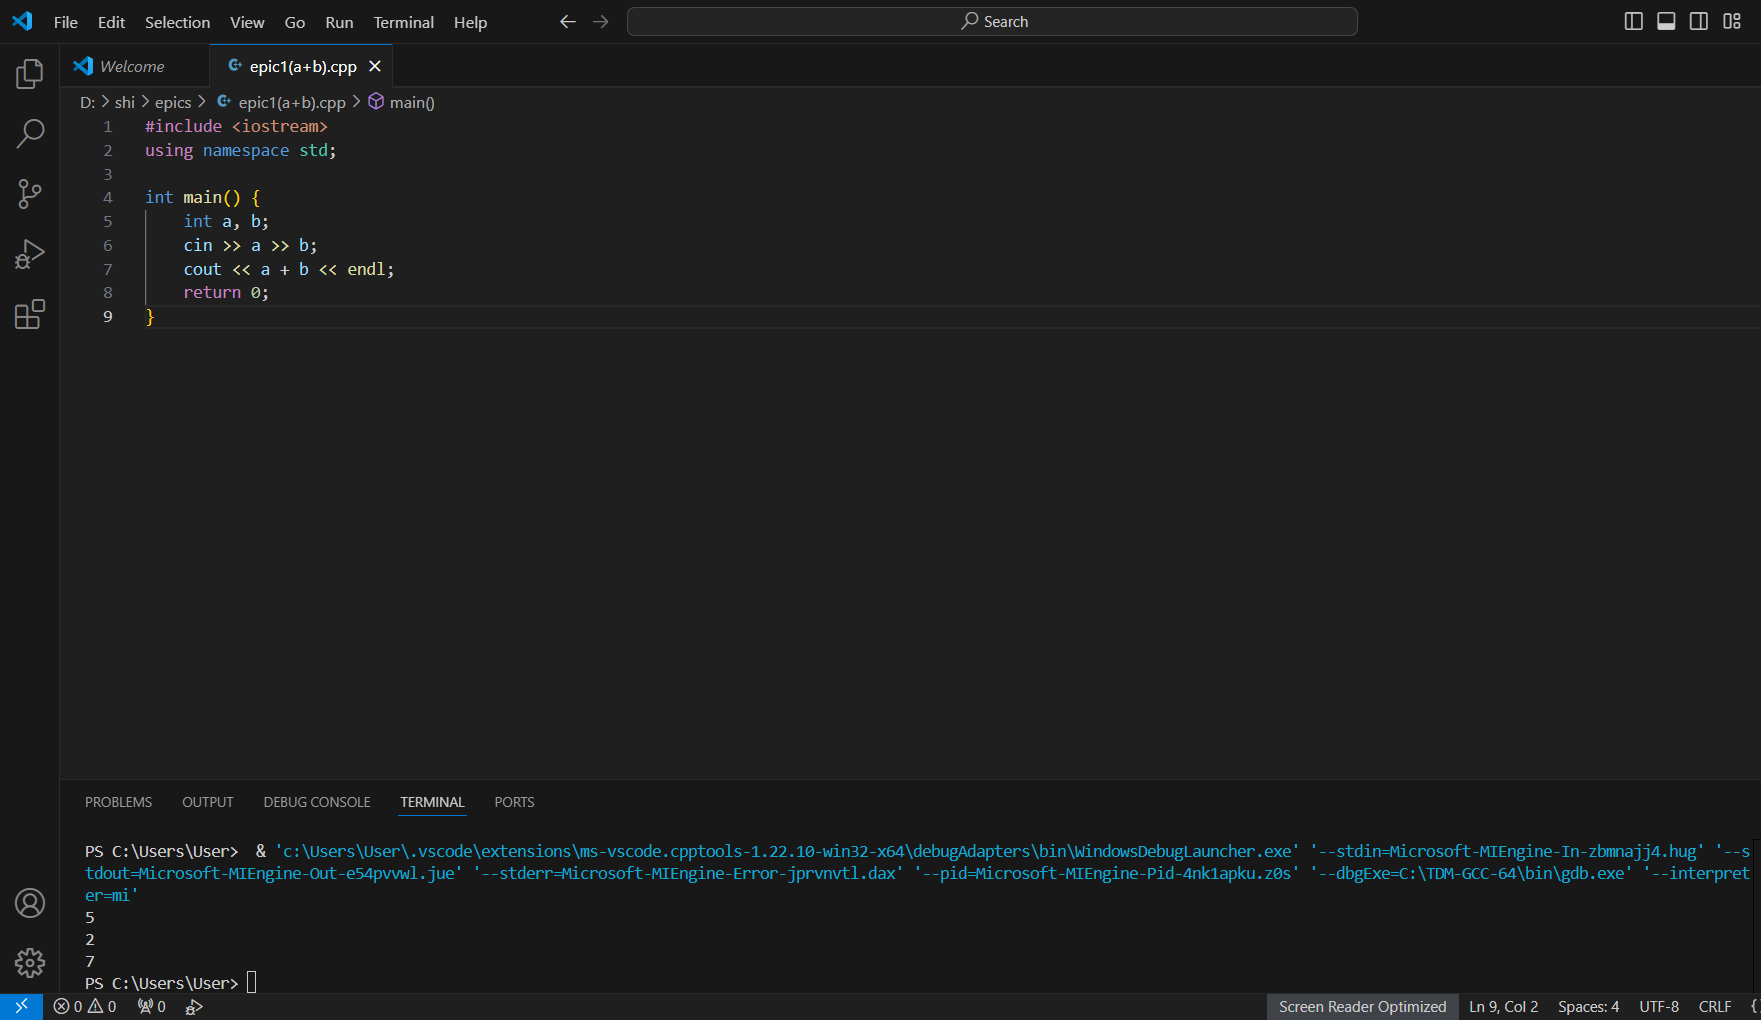 File Edit Selection View Go Run Terminal Help Search
Welcome epic1(a+b).cpp
D: > shi > epics > epic1(a+b).cpp > main()
1 #include <iostream>
2 using namespace std;
3
4 int main() {
5 int a, b;
6 cin >> a >> b;
7 cout << a + b << endl;
8 return 0;
9 }
PROBLEMS OUTPUT DEBUG CONSOLE TERMINAL PORTS
PS C:\Users\User>  & 'c:\Users\User\.vscode\extensions\ms-vscode.cpptools-1.22.10-win32-x64\debugAdapters\bin\WindowsDebugLauncher.exe' '--stdin=Microsoft-MIEngine-In-zbmnajj4.hug' '--s
tdout=Microsoft-MIEngine-Out-e54pvvwl.jue' '--stderr=Microsoft-MIEngine-Error-jprvnvtl.dax' '--pid=Microsoft-MIEngine-Pid-4nk1apku.z0s' '--dbgExe=C:\TDM-GCC-64\bin\gdb.exe' '--interpret
er=mi'
5
2
7
PS C:\Users\User>
0 0 0 Screen Reader Optimized Ln 9, Col 2 Spaces: 4 UTF-8 CRLF {